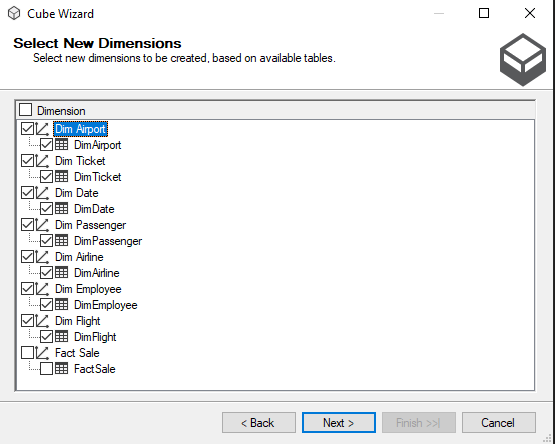 Cube Wizard
Select New Dimensions
Select new dimensions to be created, based on available tables.
Dimension
Dim Airport
DimAirport
Dim Ticket
DimTicket
Dim Date
DimDate
Dim Passenger
DimPassenger
Dim Airline
DimAirline
Dim Employee
DimEmployee
Dim Flight
DimFlight
Fact Sale
FactSale
< Back
Next >
Finish >>|
Cancel